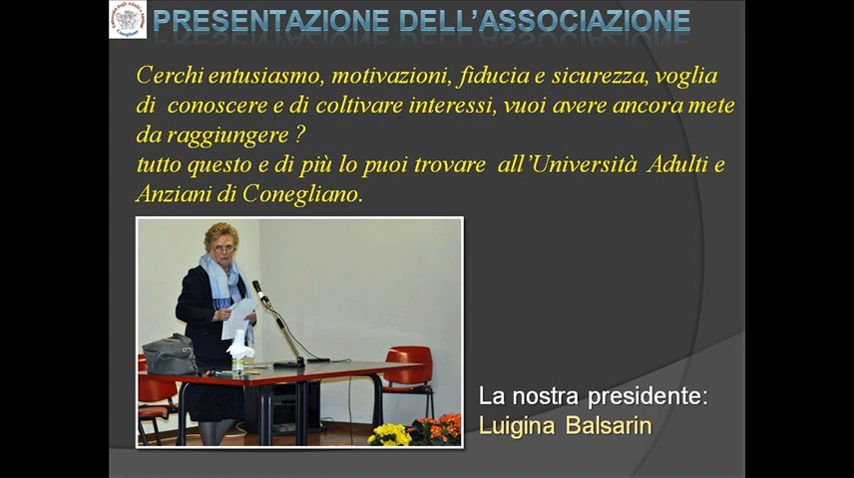 PRESENTAZIONE DELL'ASSOCIAZIONE
Cerchi entusiasmo, motivazioni, fiducia e sicurezza, voglia
di conoscere e di coltivare interessi, vuoi avere ancora mete
da raggiungere ?
tutto questo e di più lo puoi trovare all'Università Adulti e
Anziani di Conegliano.
La nostra presidente:
Luigina Balsarin